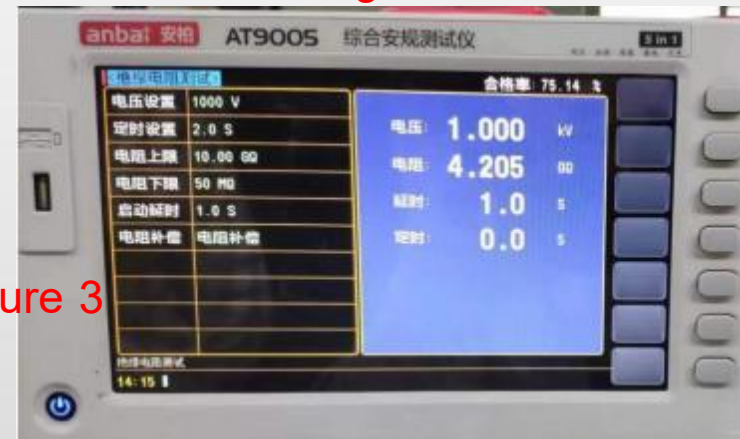 anbai 安柏 AT9005 综合安规测试仪
5 in 1
<绝缘电阻测试>
合格率: 75.14 %
电压设置 1000 V
定时设置 2.0 S
电阻上限 10.00 GΩ
电阻下限 50 MΩ
启动延时 1.0 S
电阻补偿 电阻补偿
电压: 1.000 kV
电阻: 4.205 GΩ
延时: 1.0 S
定时: 0.0 S
绝缘电阻测试
14:15
ure 3